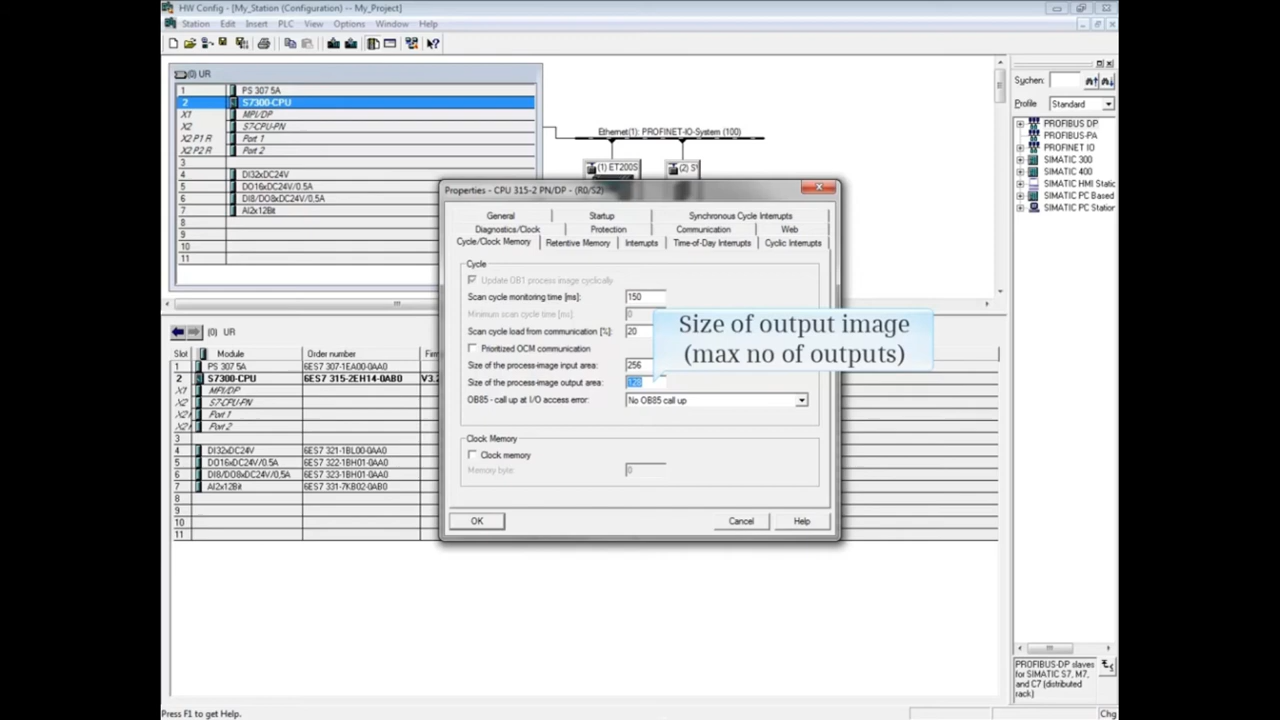 HW Config - [My_Station (Configuration) -- My_Project]
Station Edit Insert PLC View Options Window Help
(0) UR
1 PS 307 5A
2 S7300-CPU
X1 MPI/DP
X2 S7-CPU-PN
X2 P1 R Port 1
X2 P2 R Port 2
3
4 DI32xDC24V
5 DO16xDC24V/0.5A
6 DI8/DO8xDC24V/0.5A
7 AI2x12Bit
8
9
10
11
Ethernet(1): PROFINET-IO-System (100)
(1) ET200S
(2) S
Suchen:
Profile Standard
PROFIBUS DP
PROFIBUS-PA
PROFINET IO
SIMATIC 300
SIMATIC 400
SIMATIC HMI Static
SIMATIC PC Based
SIMATIC PC Station
Properties - CPU 315-2 PN/DP - (R0/S2)
General Startup Synchronous Cycle Interrupts
Diagnostics/Clock Protection Communication Web
Cycle/Clock Memory Retentive Memory Interrupts Time-of-Day Interrupts Cyclic Interrupts
Cycle
Update OB1 process image cyclically
Scan cycle monitoring time [ms]: 150
Minimum scan cycle time [ms]: 0
Scan cycle load from communication [%]: 20
Prioritized OCM communication
Size of the process-image input area: 256
Size of the process-image output area: 128
OB85 - call up at I/O access error: No OB85 call up
Size of output image
(max no of outputs)
Clock Memory
Clock memory
Memory byte: 0
OK Cancel Help
(0) UR
Slot Module Order number Firm
1 PS 307 5A 6ES7 307-1EA00-0AA0
2 S7300-CPU 6ES7 315-2EH14-0AB0 V3.2
X1 MPI/DP
X2 S7-CPU-PN
X2 Port 1
X2 Port 2
3
4 DI32xDC24V 6ES7 321-1BL00-0AA0
5 DO16xDC24V/0.5A 6ES7 322-1BH01-0AA0
6 DI8/DO8xDC24V/0.5A 6ES7 323-1BH01-0AA0
7 AI2x12Bit 6ES7 331-7KB02-0AB0
8
9
10
11
PROFIBUS-DP slaves
for SIMATIC S7, M7,
and C7 (distributed
rack)
Press F1 to get Help.
Chg